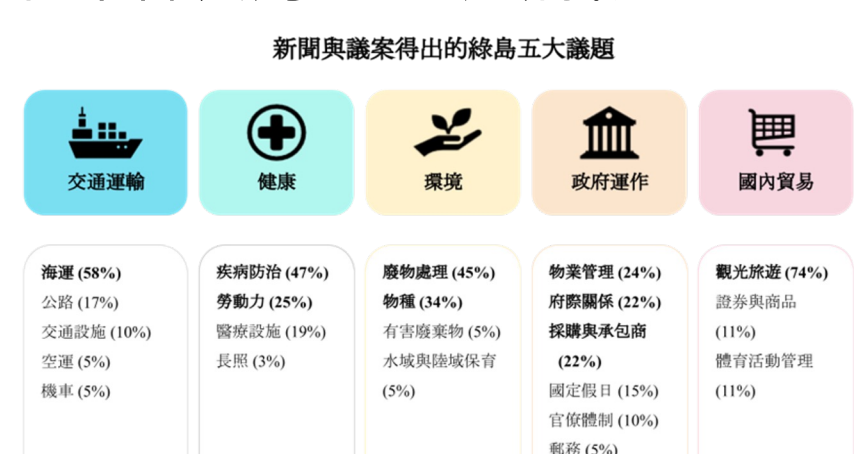 新聞與議案得出的綠島五大議題
交通運輸
健康
環境
政府運作
國內貿易
海運 (58%)
公路 (17%)
交通設施 (10%)
空運 (5%)
機車 (5%)
疾病防治 (47%)
勞動力 (25%)
醫療設施 (19%)
長照 (3%)
廢物處理 (45%)
物種 (34%)
有害廢棄物 (5%)
水域與陸域保育
(5%)
物業管理 (24%)
府際關係 (22%)
採購與承包商
(22%)
國定假日 (15%)
官僚體制 (10%)
郵務 (5%)
觀光旅遊 (74%)
證券與商品
(11%)
體育活動管理
(11%)